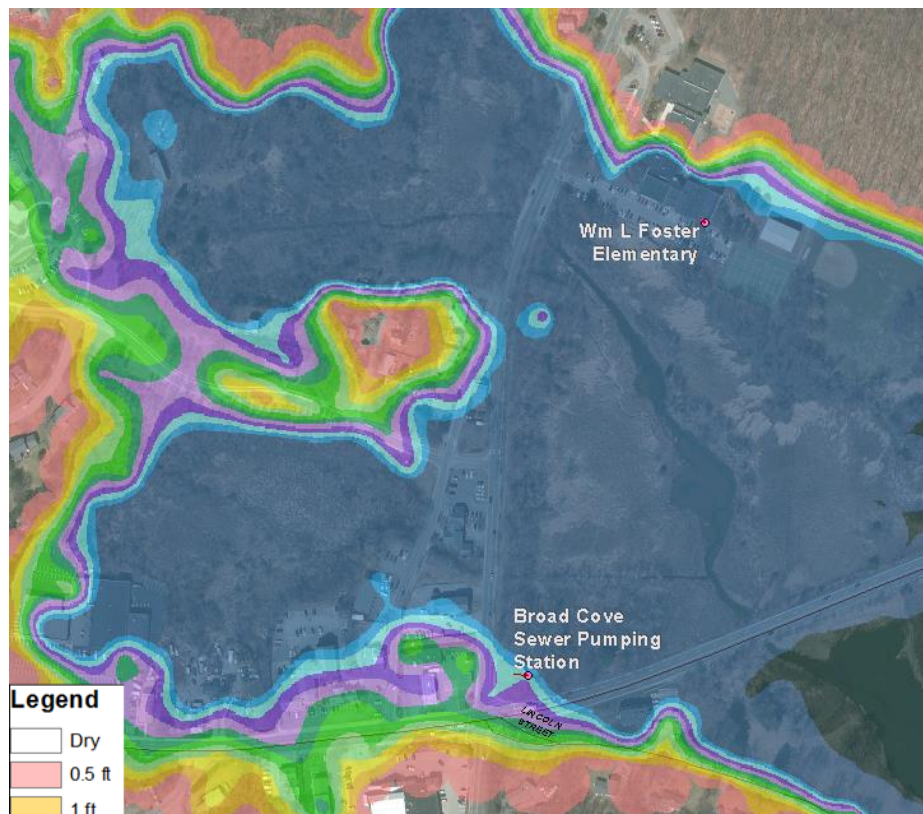 Wm L Foster
Elementary
Broad Cove
Sewer Pumping
Station
LINCOLN
STREET
Legend
Dry
0.5 ft
1 ft